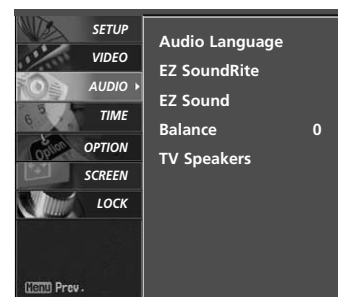 SETUP
VIDEO
AUDIO
TIME
OPTION
SCREEN
LOCK
Option
Menu Prev.
Audio Language
EZ SoundRite
EZ Sound
Balance 0
TV Speakers